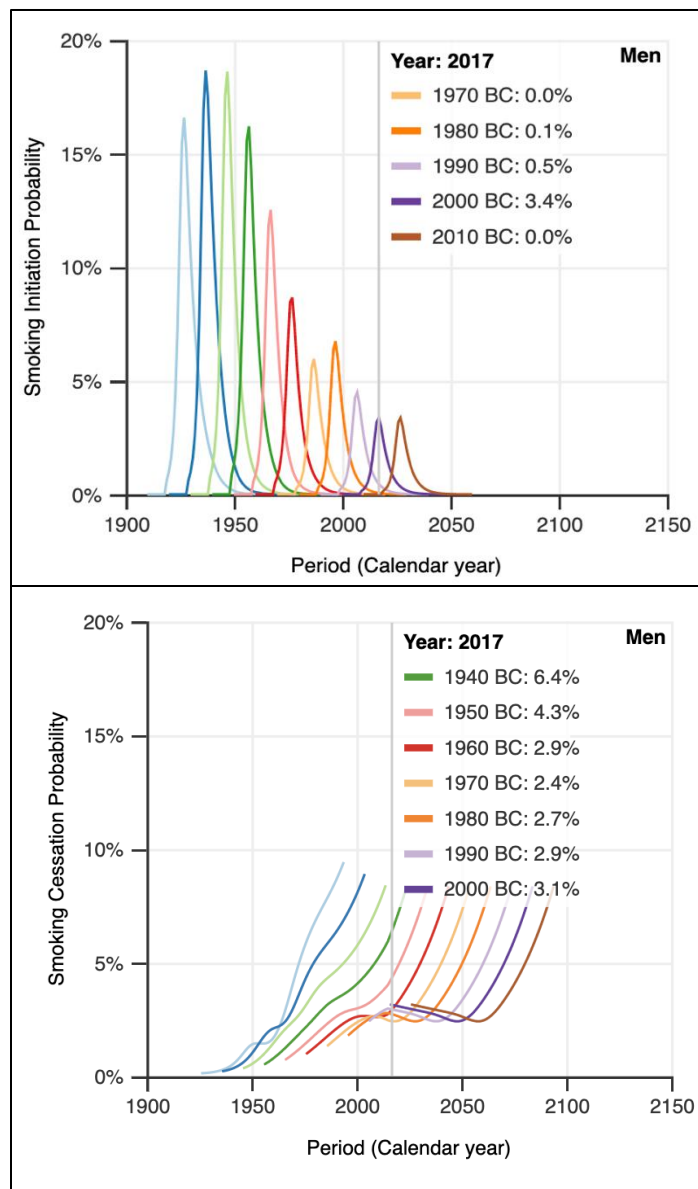 20%
Year: 2017
Men
1970 BC: 0.0%
1980 BC: 0.1%
15%
1990 BC: 0.5%
2000 BC: 3.4%
2010 BC: 0.0%
10%
5%
0%
Smoking Initiation Probability
1900 1950 2000 2050 2100 2150
Period (Calendar year)
20%
Year: 2017
Men
1940 BC: 6.4%
1950 BC: 4.3%
15%
1960 BC: 2.9%
1970 BC: 2.4%
1980 BC: 2.7%
10%
1990 BC: 2.9%
2000 BC: 3.1%
5%
0%
Smoking Cessation Probability
1900 1950 2000 2050 2100 2150
Period (Calendar year)